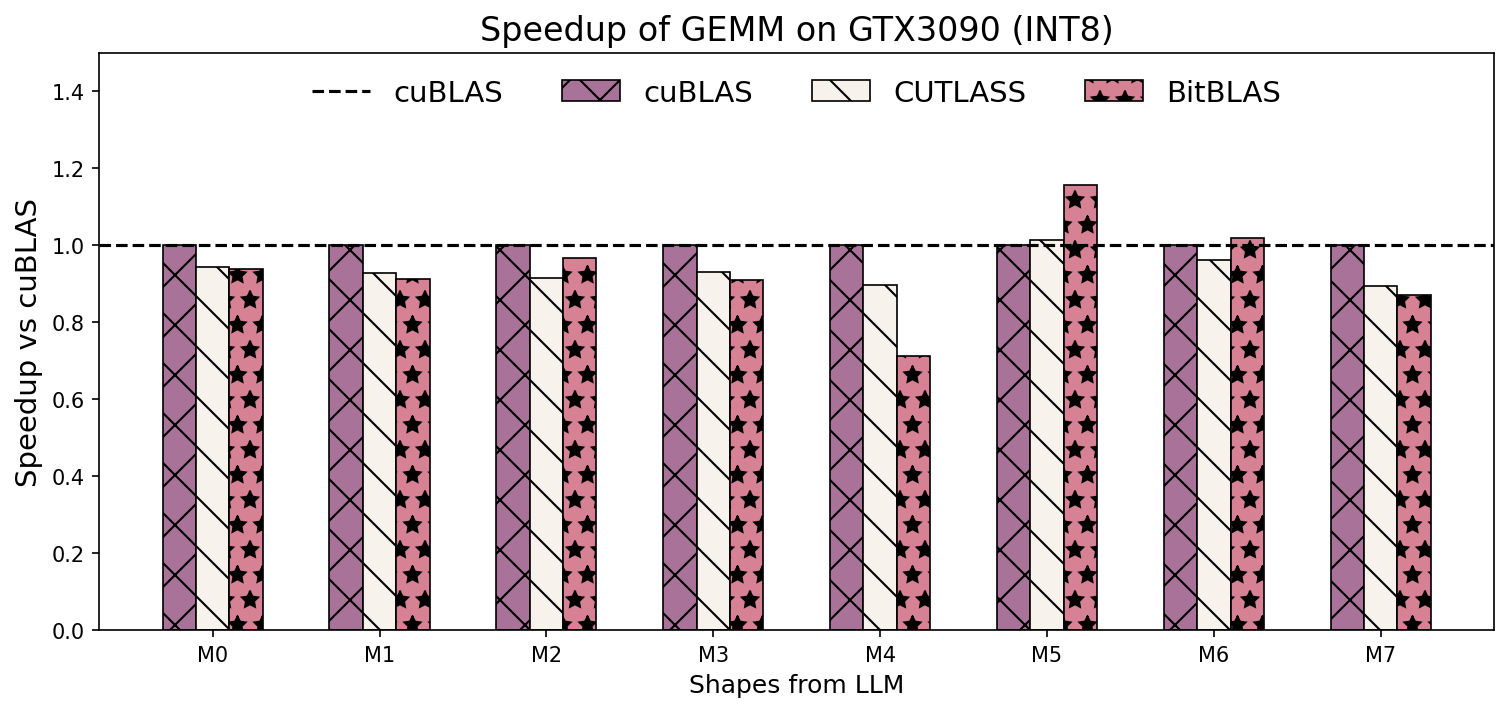 Speedup of GEMM on GTX3090 (INT8)
cuBLAS cuBLAS CUTLASS BitBLAS
Speedup vs cuBLAS
1.4
1.2
1.0
0.8
0.6
0.4
0.2
0.0
M0 M1 M2 M3 M4 M5 M6 M7
Shapes from LLM